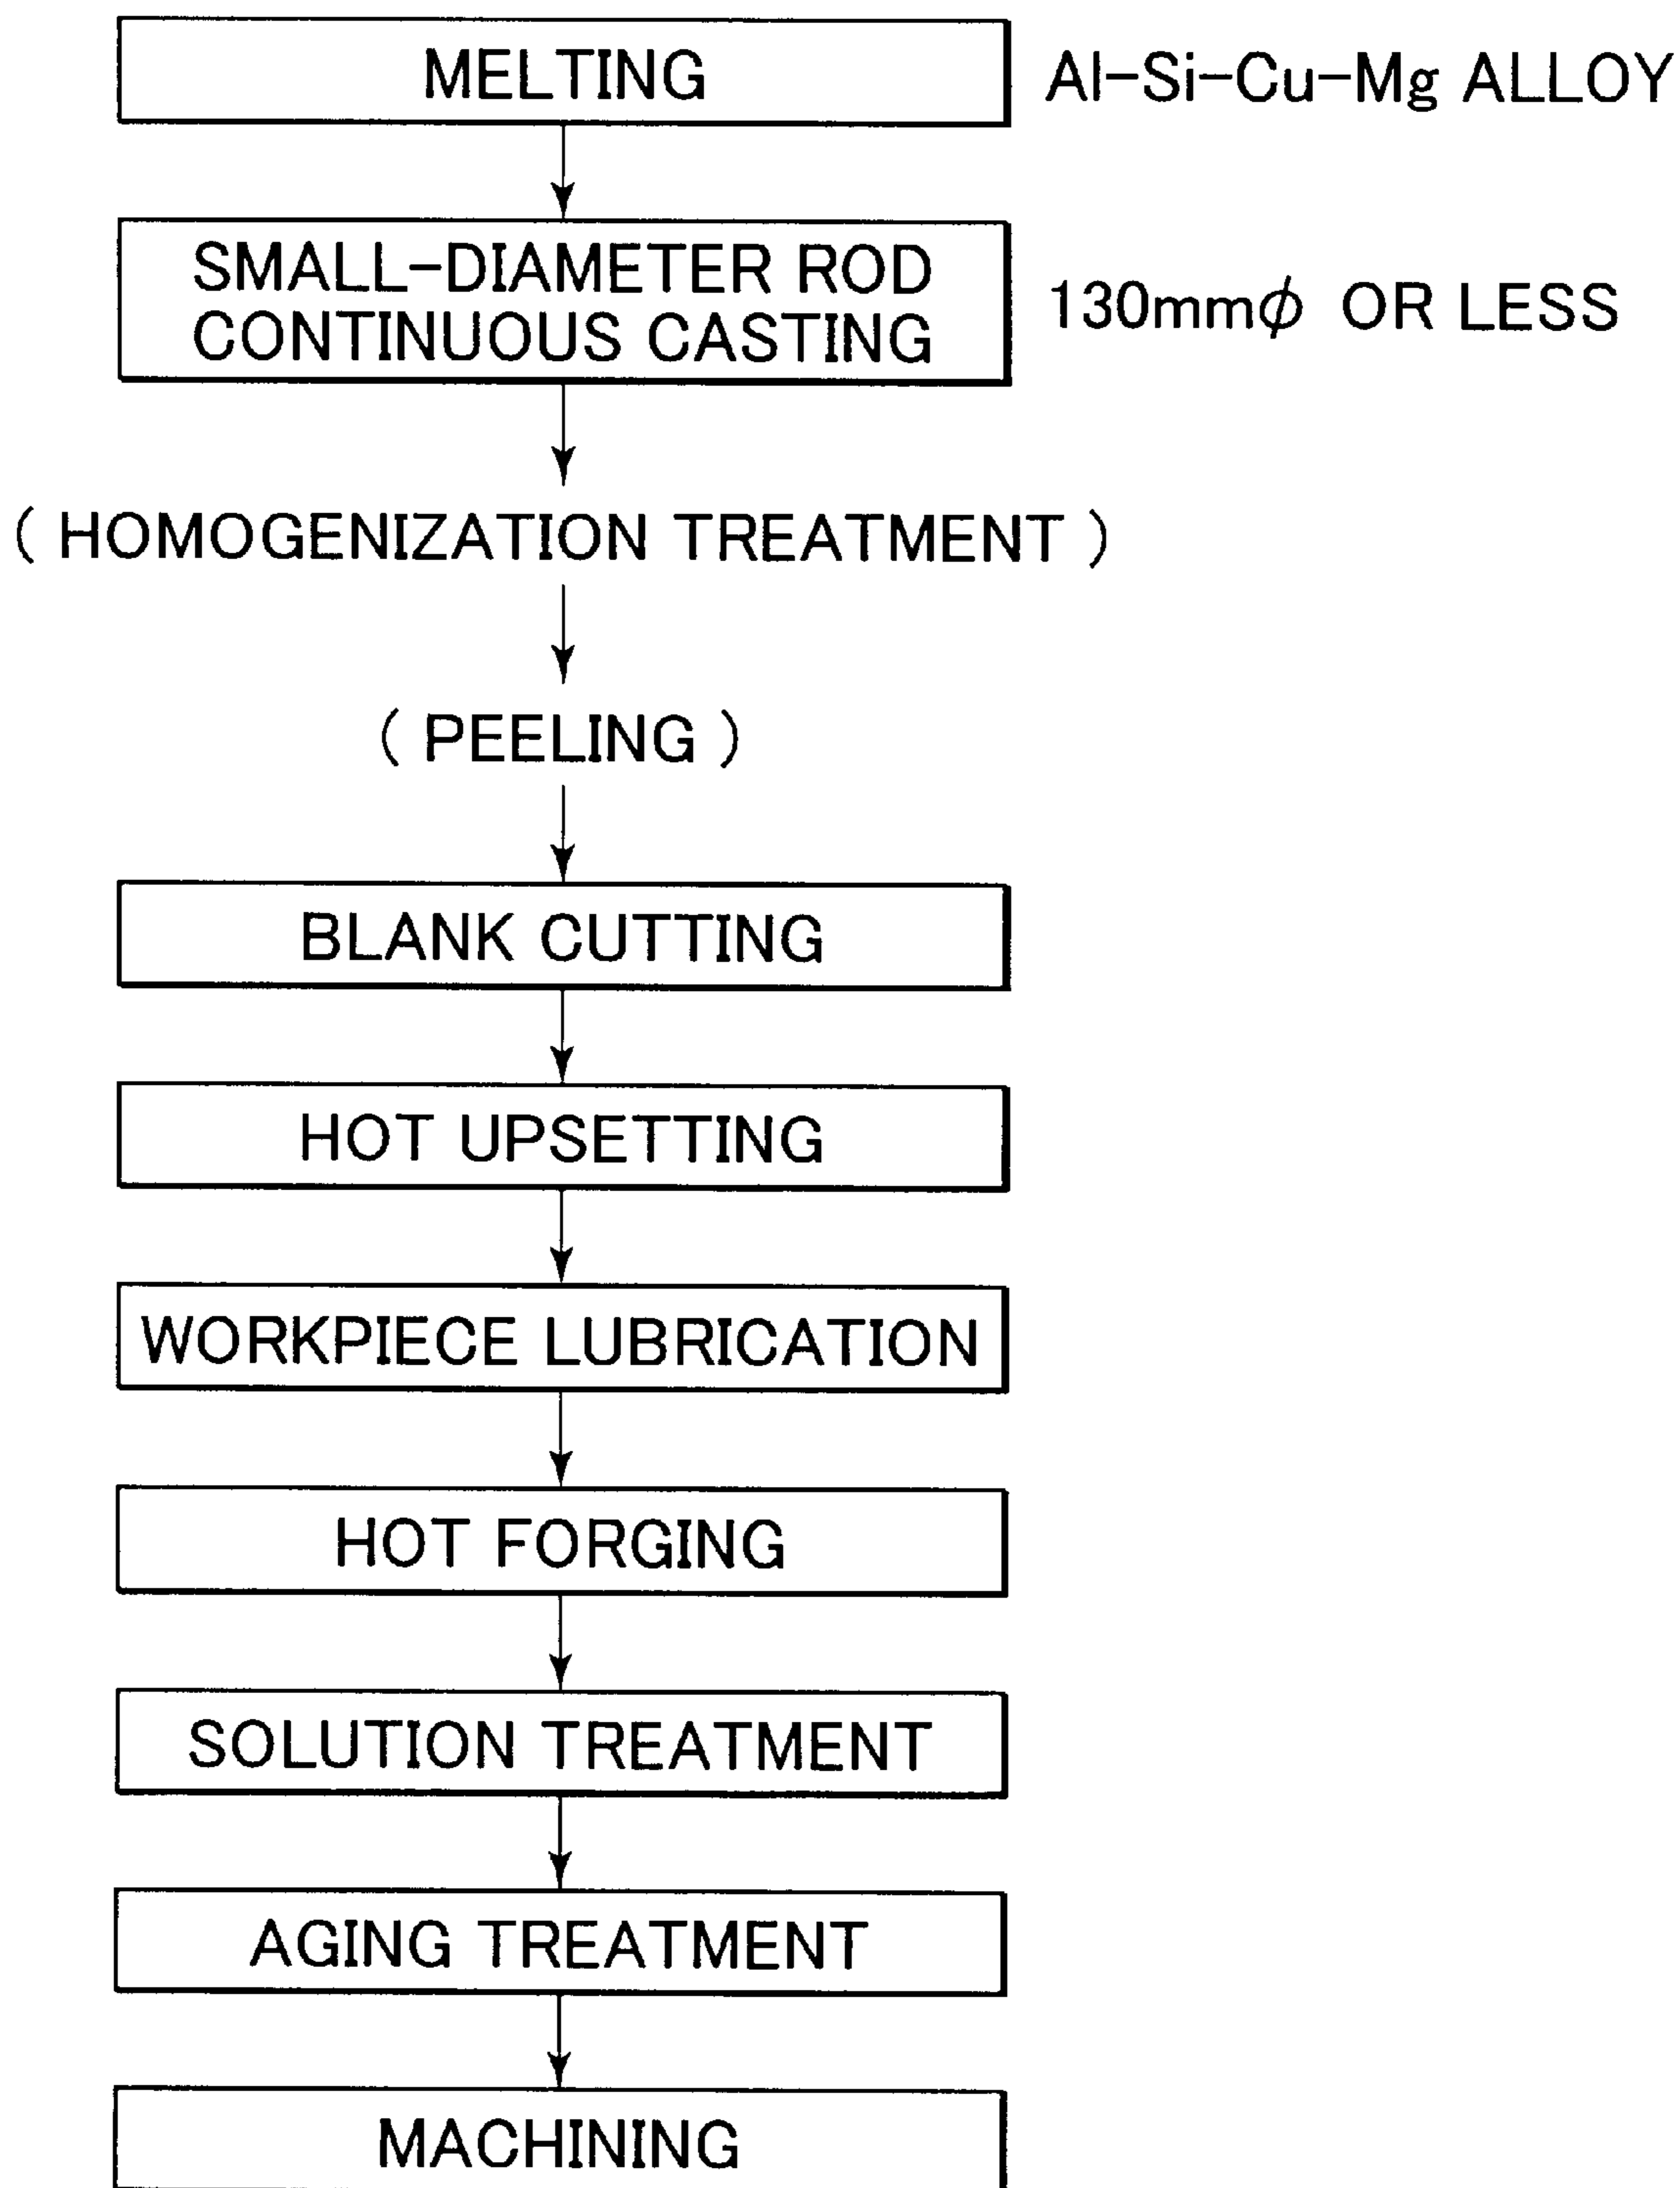 MELTING
Al-Si-Cu-Mg ALLOY
SMALL-DIAMETER ROD
CONTINUOUS CASTING
130mmϕ OR LESS
( HOMOGENIZATION TREATMENT )
( PEELING )
BLANK CUTTING
HOT UPSETTING
WORKPIECE LUBRICATION
HOT FORGING
SOLUTION TREATMENT
AGING TREATMENT
MACHINING